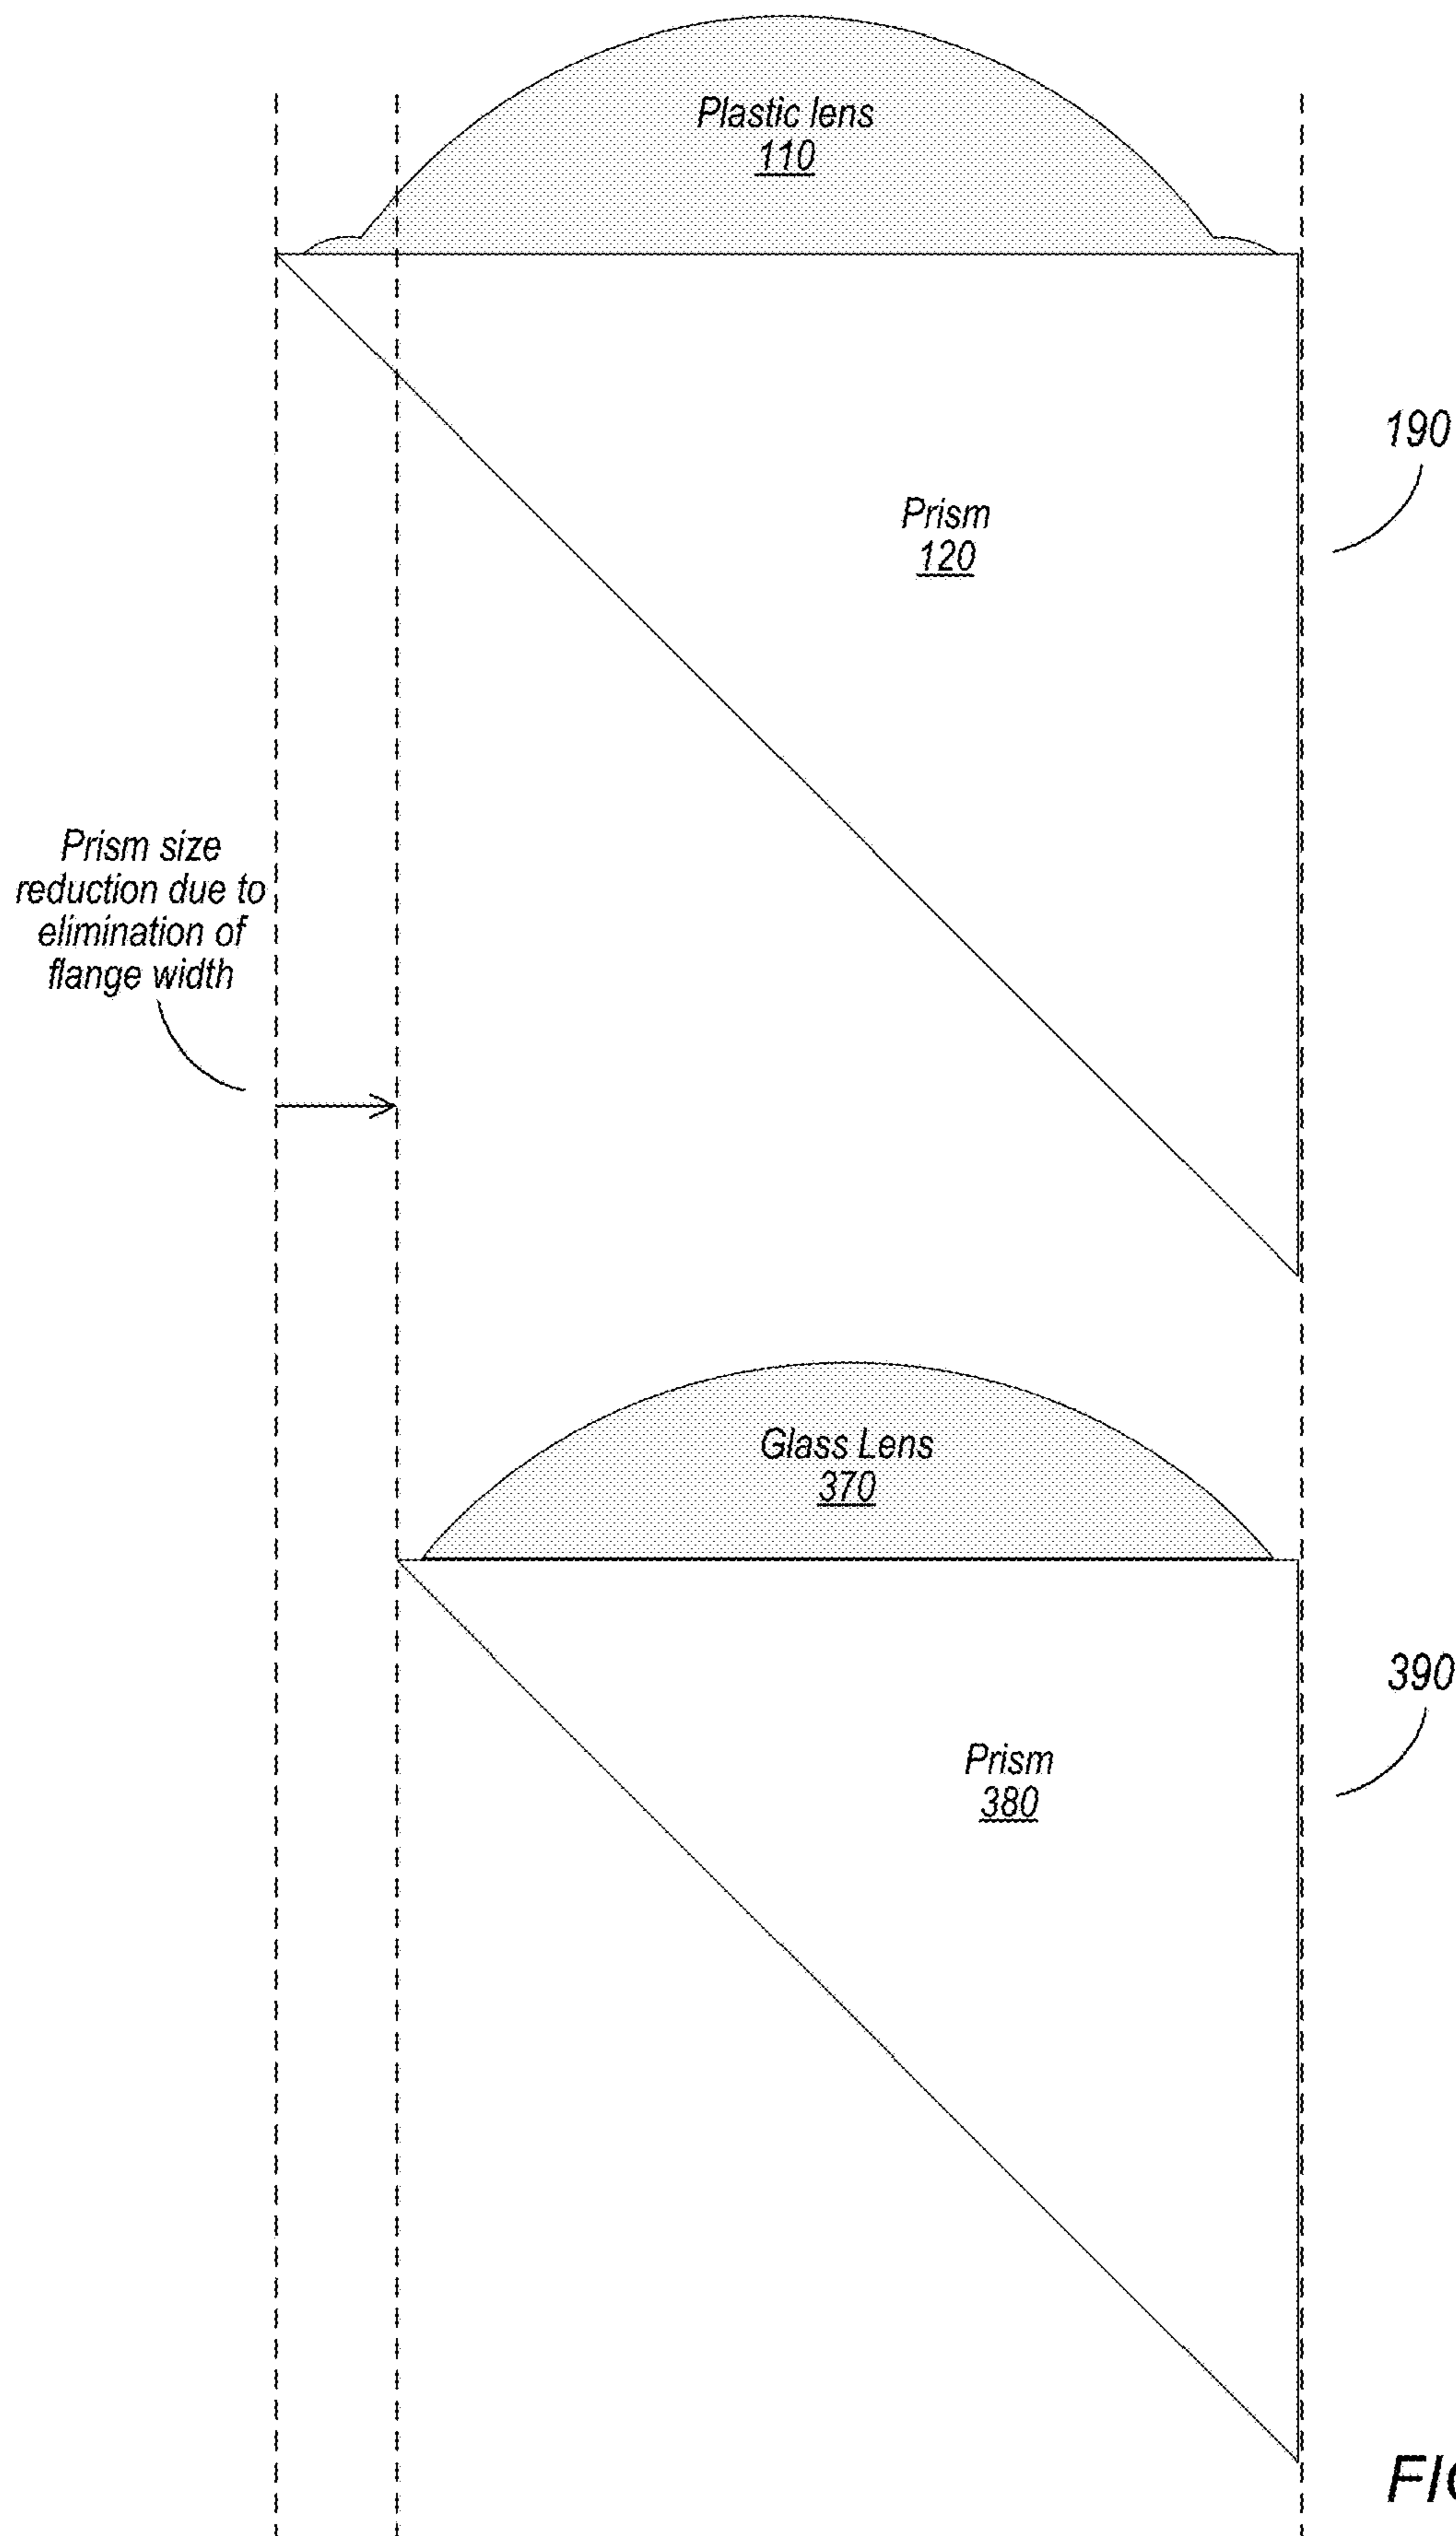 Plastic lens
110
190
Prism
120
Prism size
reduction due to
elimination of
flange width
Glass Lens
370
390
Prism
380